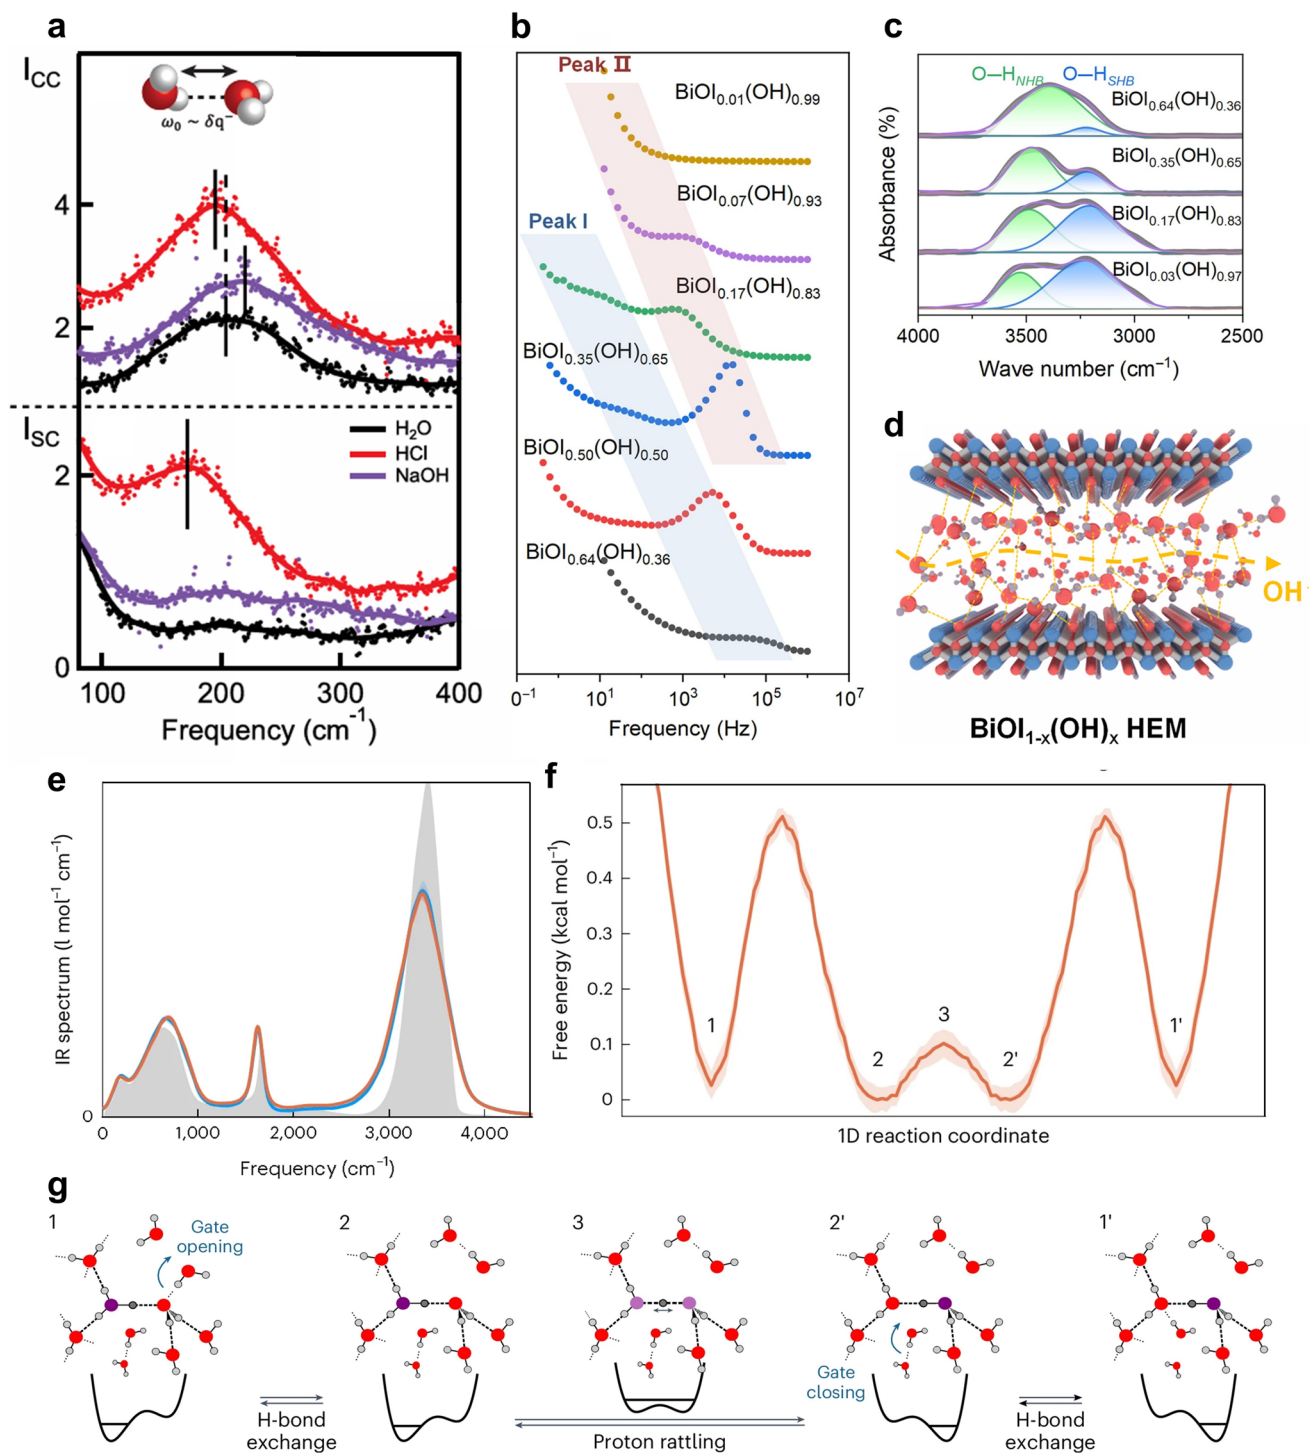 a
I_CC
ω₀ ~ δq⁻
4
2
I_SC
H₂O
HCl
NaOH
2
0
100 200 300 400
Frequency (cm⁻¹)
b
Peak II
BiOI₀.₀₁(OH)₀.₉₉
BiOI₀.₀₇(OH)₀.₉₃
Peak I
BiOI₀.₁₇(OH)₀.₈₃
BiOI₀.₃₅(OH)₀.₆₅
BiOI₀.₅₀(OH)₀.₅₀
BiOI₀.₆₄(OH)₀.₃₆
0⁻¹ 10¹ 10³ 10⁵ 10⁷
Frequency (Hz)
c
O—H_NHB O—H_SHB
BiOI₀.₆₄(OH)₀.₃₆
BiOI₀.₃₅(OH)₀.₆₅
BiOI₀.₁₇(OH)₀.₈₃
BiOI₀.₀₃(OH)₀.₉₇
Absorbance (%)
4000 3500 3000 2500
Wave number (cm⁻¹)
d
OH⁻
BiOI₁₋ₓ(OH)ₓ HEM
e
IR spectrum (l mol⁻¹ cm⁻¹)
0
0 1,000 2,000 3,000 4,000
Frequency (cm⁻¹)
f
Free energy (kcal mol⁻¹)
0.5
0.4
0.3
0.2
0.1
0
1
2
3
2'
1'
1D reaction coordinate
g
1
Gate
opening
2
3
2'
Gate
closing
1'
H-bond
exchange
Proton rattling
H-bond
exchange